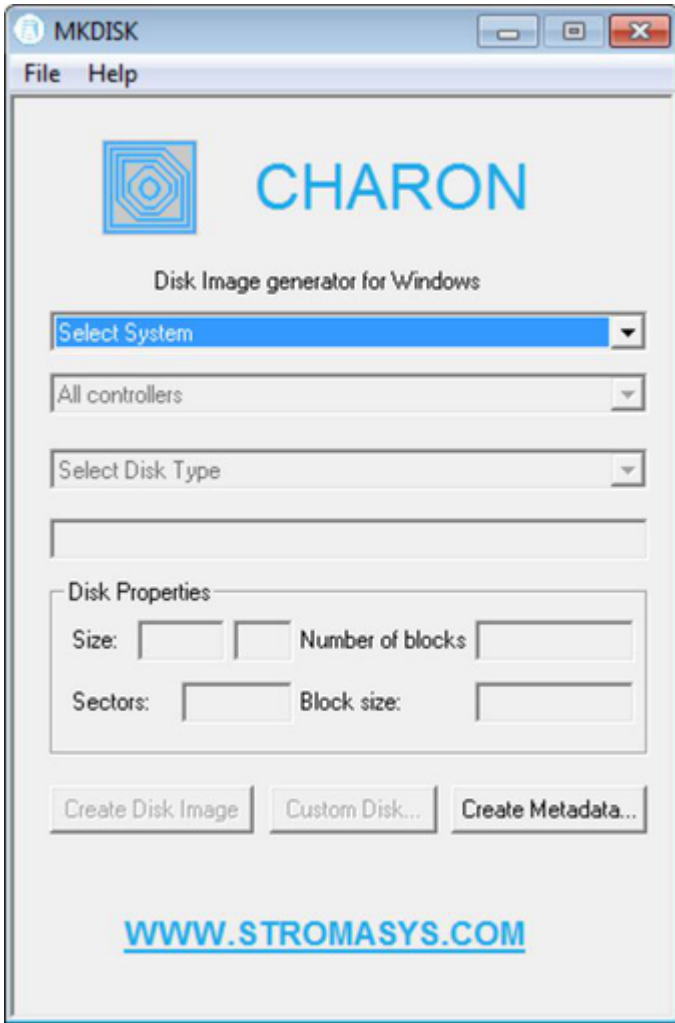 MKDISK
File Help
CHARON
Disk Image generator for Windows
Select System
All controllers
Select Disk Type
Disk Properties
Size: Number of blocks
Sectors: Block size:
Create Disk Image Custom Disk... Create Metadata...
WWW.STROMASYS.COM